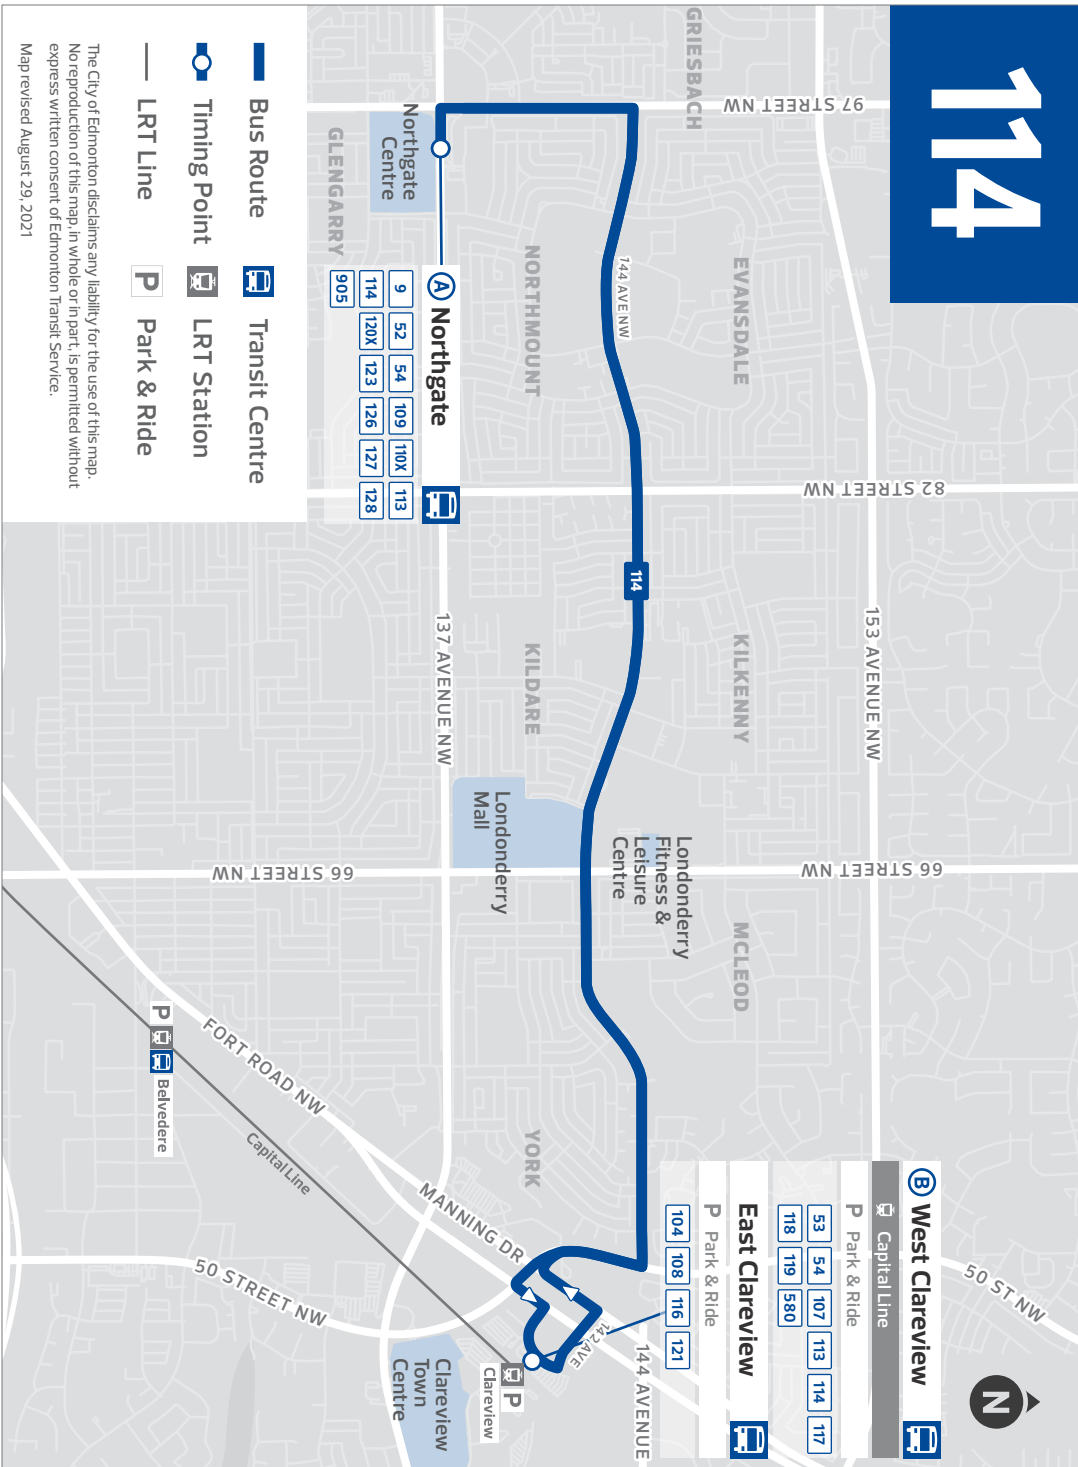 114
97 STREET NW
GRIESBACH
EVANSDALE
144 AVE NW
NORTHMOUNT
Northgate
Centre
GLENGARRY
A Northgate
9 52 54 109 110X 113
114 120X 123 126 127 128
905
82 STREET NW
114
153 AVENUE NW
KILKENNY
KILDARE
137 AVENUE NW
Londonderry
Mall
Londonderry
Fitness &
Leisure
Centre
66 STREET NW
66 STREET NW
MCLEOD
YORK
FORT ROAD NW
P
Belvedere
Capital Line
MANNING DR
50 STREET NW
50 ST NW
142 AVE
144 AVENUE
P
Clareview
Clareview
Town
Centre
B West Clareview
Capital Line
P Park & Ride
53 54 107 113 114 117
118 119 580
East Clareview
P Park & Ride
104 108 116 121
N
Bus Route
Timing Point
LRT Line
Transit Centre
LRT Station
P Park & Ride
The City of Edmonton disclaims any liability for the use of this map.
No reproduction of this map, in whole or in part, is permitted without
express written consent of Edmonton Transit Service.
Map revised August 29, 2021